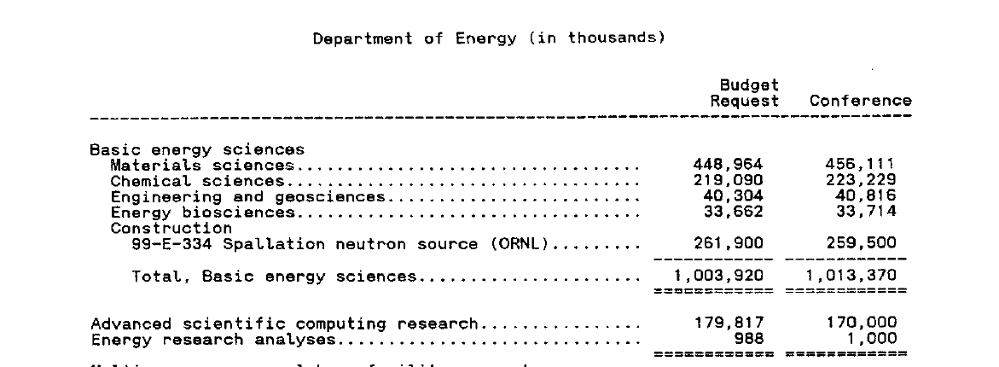 Department of Energy (in thousands)
Budget
Request Conference
Basic energy sciences
Materials sciences.................................. 448,964 456,111
Chemical sciences................................... 219,090 223,229
Engineering and geosciences......................... 40,304 40,816
Energy biosciences.................................. 33,662 33,714
Construction
99-E-334 Spallation neutron source (ORNL)......... 261,900 259,500
Total, Basic energy sciences...................... 1,003,920 1,013,370
Advanced scientific computing research................ 179,817 170,000
Energy research analyses.............................. 988 1,000